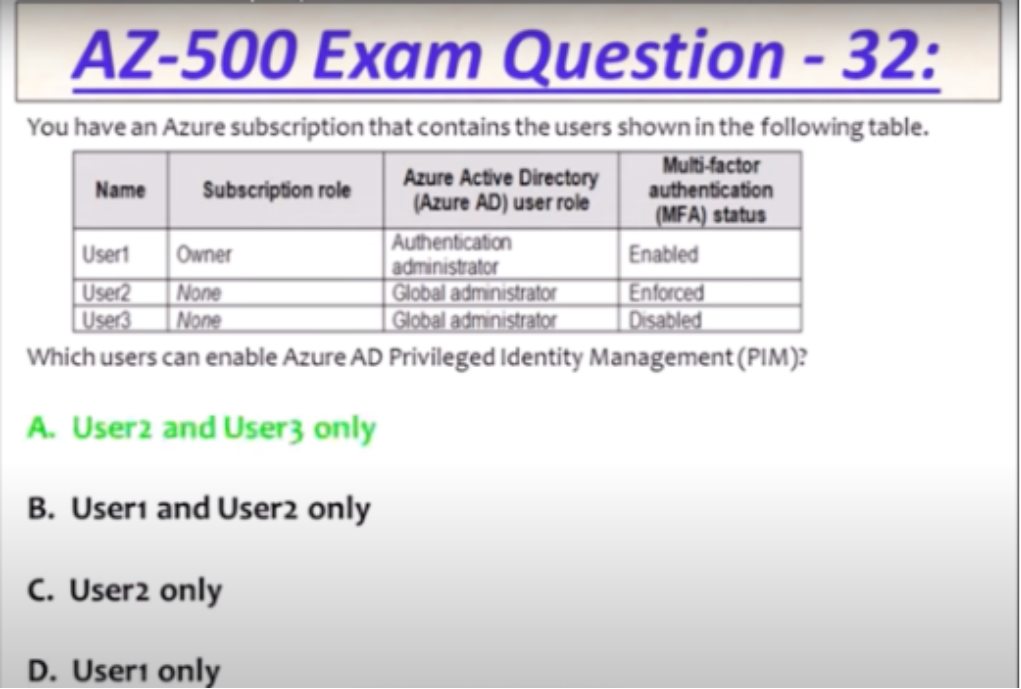 AZ-500 Exam Question - 32:
You have an Azure subscription that contains the users shown in the following table.
Name Subscription role Azure Active Directory (Azure AD) user role Multi-factor authentication (MFA) status
User1 Owner Authentication administrator Enabled
User2 None Global administrator Enforced
User3 None Global administrator Disabled
Which users can enable Azure AD Privileged Identity Management (PIM)?
A. User2 and User3 only
B. User1 and User2 only
C. User2 only
D. User1 only